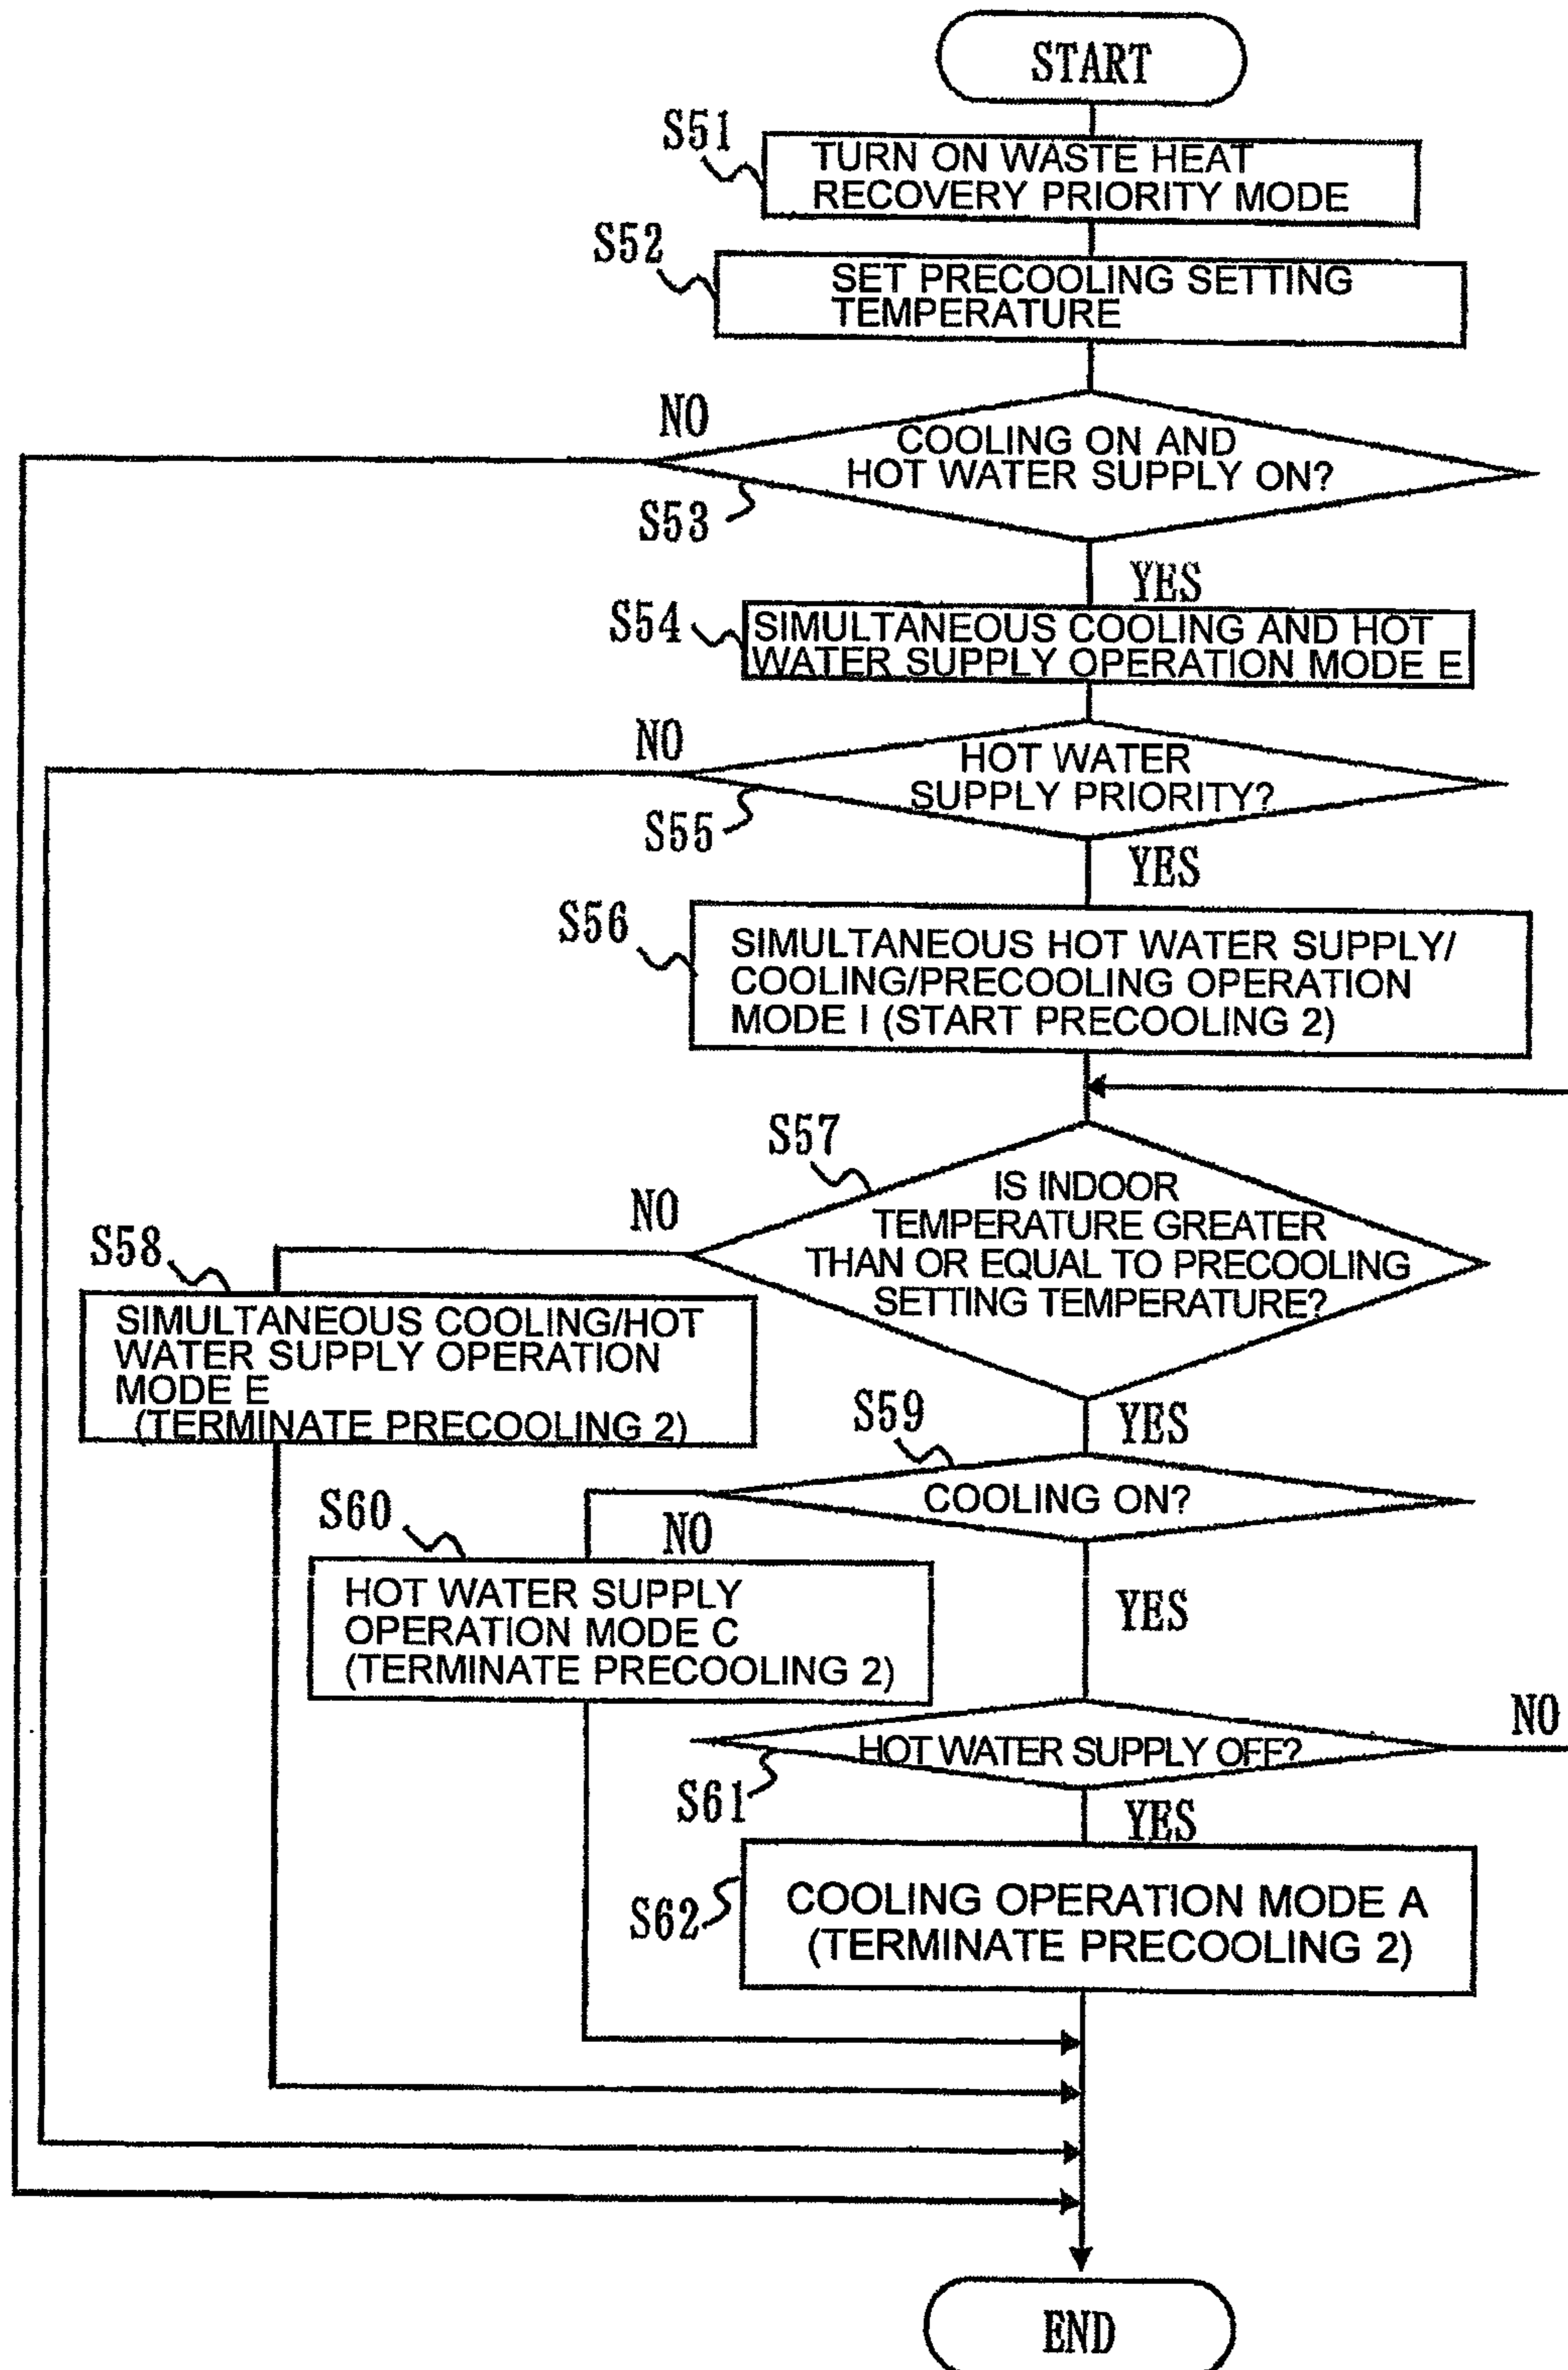 START
S51
TURN ON WASTE HEAT
RECOVERY PRIORITY MODE
S52
SET PRECOOLING SETTING
TEMPERATURE
NO
COOLING ON AND
HOT WATER SUPPLY ON?
S53
YES
S54
SIMULTANEOUS COOLING AND HOT
WATER SUPPLY OPERATION MODE E
NO
HOT WATER
SUPPLY PRIORITY?
S55
YES
S56
SIMULTANEOUS HOT WATER SUPPLY/
COOLING/PRECOOLING OPERATION
MODE I (START PRECOOLING 2)
S57
NO
IS INDOOR
TEMPERATURE GREATER
THAN OR EQUAL TO PRECOOLING
SETTING TEMPERATURE?
S58
SIMULTANEOUS COOLING/HOT
WATER SUPPLY OPERATION
MODE E
(TERMINATE PRECOOLING 2)
YES
S59
COOLING ON?
S60
NO
HOT WATER SUPPLY
OPERATION MODE C
(TERMINATE PRECOOLING 2)
YES
NO
HOT WATER SUPPLY OFF?
S61
YES
S62
COOLING OPERATION MODE A
(TERMINATE PRECOOLING 2)
END